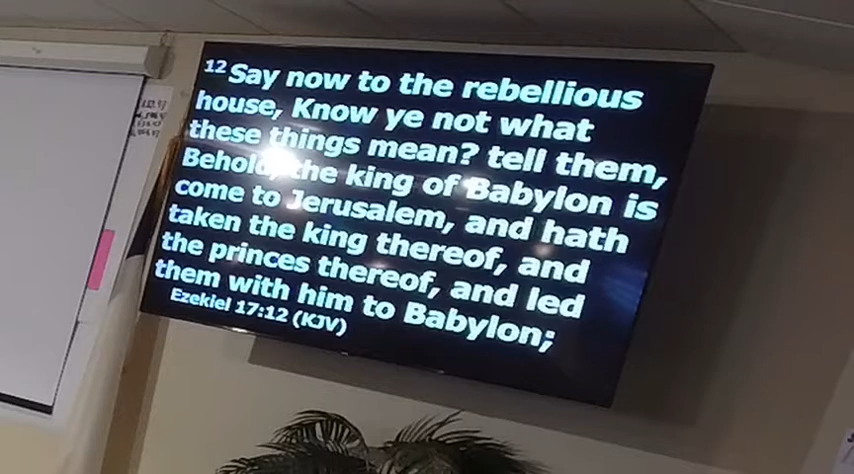 12 Say now to the rebellious
house, Know ye not what
these things mean? tell them,
Behold, the king of Babylon is
come to Jerusalem, and hath
taken the king thereof, and
the princes thereof, and led
them with him to Babylon;
Ezekiel 17:12 (KJV)